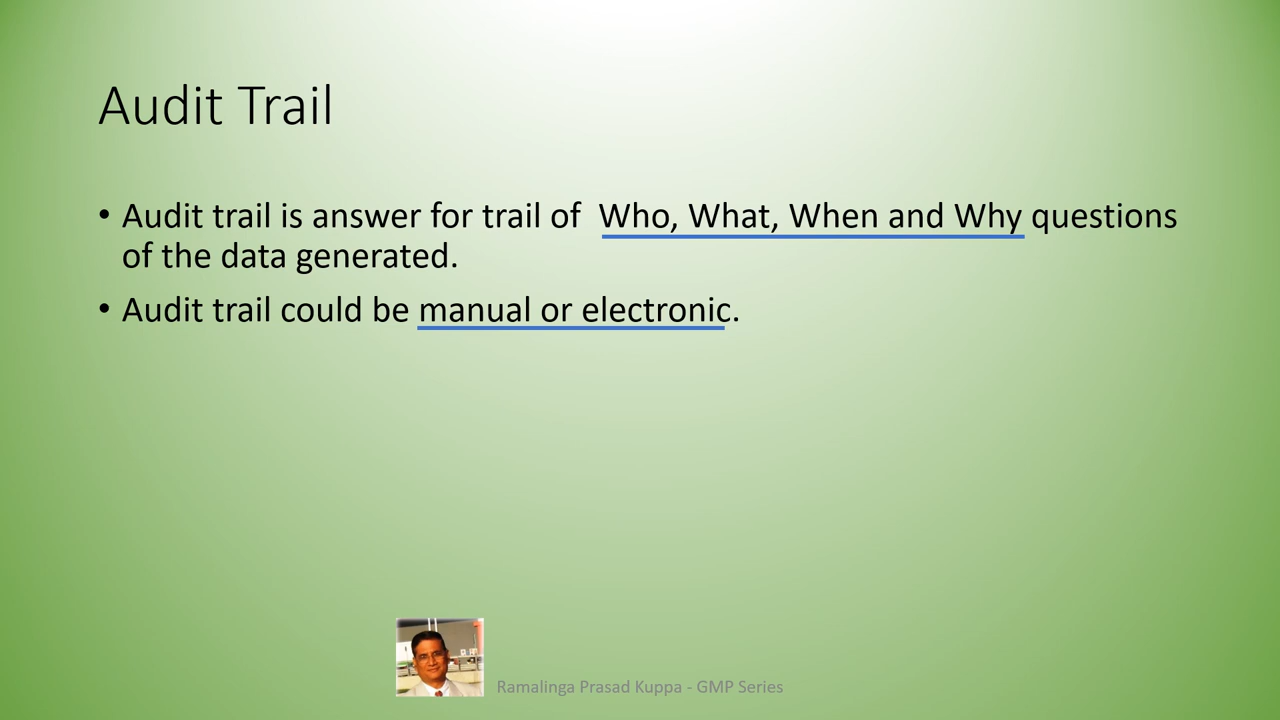 Audit Trail
• Audit trail is answer for trail of  Who, What, When and Why questions
of the data generated.
• Audit trail could be manual or electronic.
Ramalinga Prasad Kuppa - GMP Series